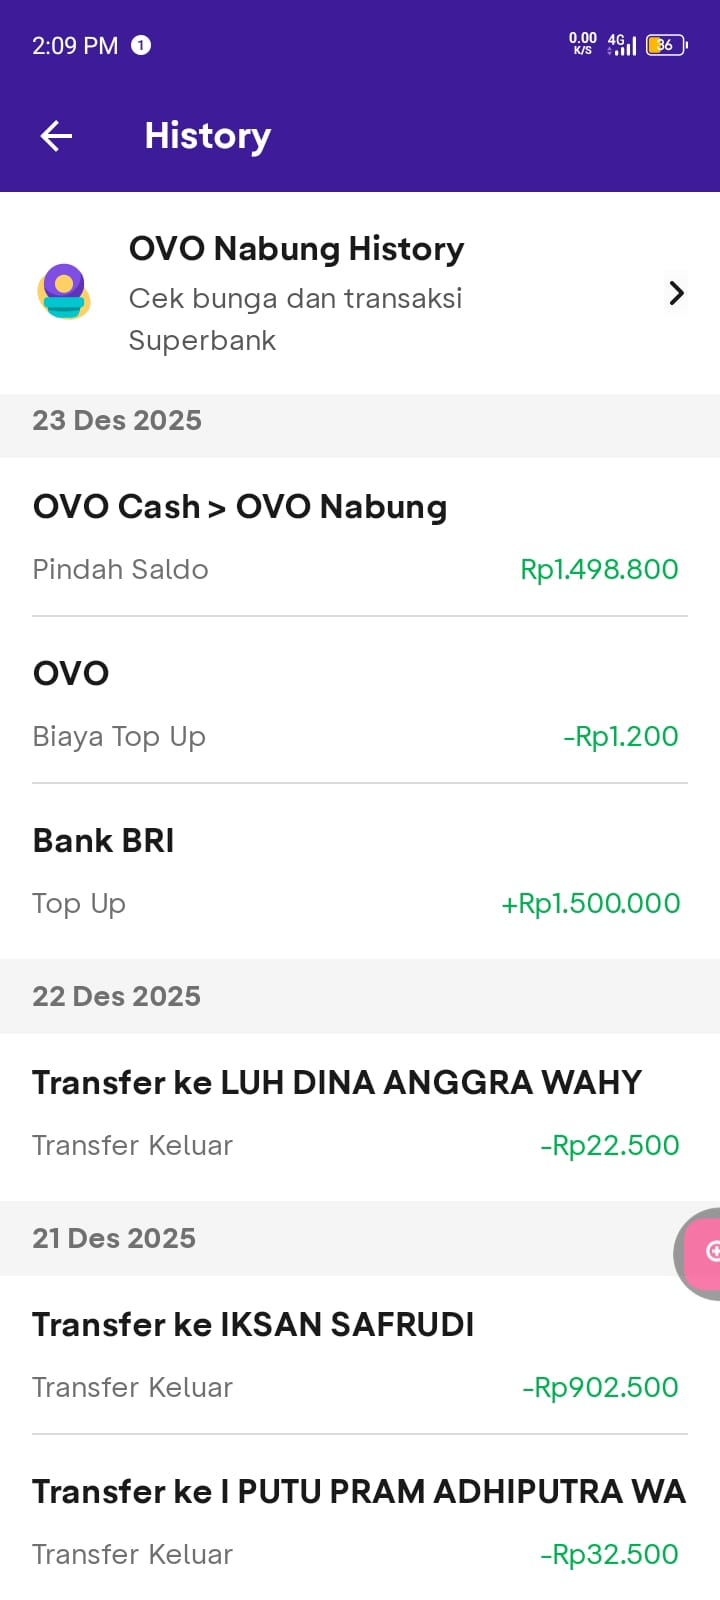 2:09 PM 1
0.00 K/S 4G 36
History
OVO Nabung History
Cek bunga dan transaksi
Superbank
23 Des 2025
OVO Cash > OVO Nabung
Pindah Saldo Rp1.498.800
OVO
Biaya Top Up -Rp1.200
Bank BRI
Top Up +Rp1.500.000
22 Des 2025
Transfer ke LUH DINA ANGGRA WAHY
Transfer Keluar -Rp22.500
21 Des 2025
Transfer ke IKSAN SAFRUDI
Transfer Keluar -Rp902.500
Transfer ke I PUTU PRAM ADHIPUTRA WA
Transfer Keluar -Rp32.500